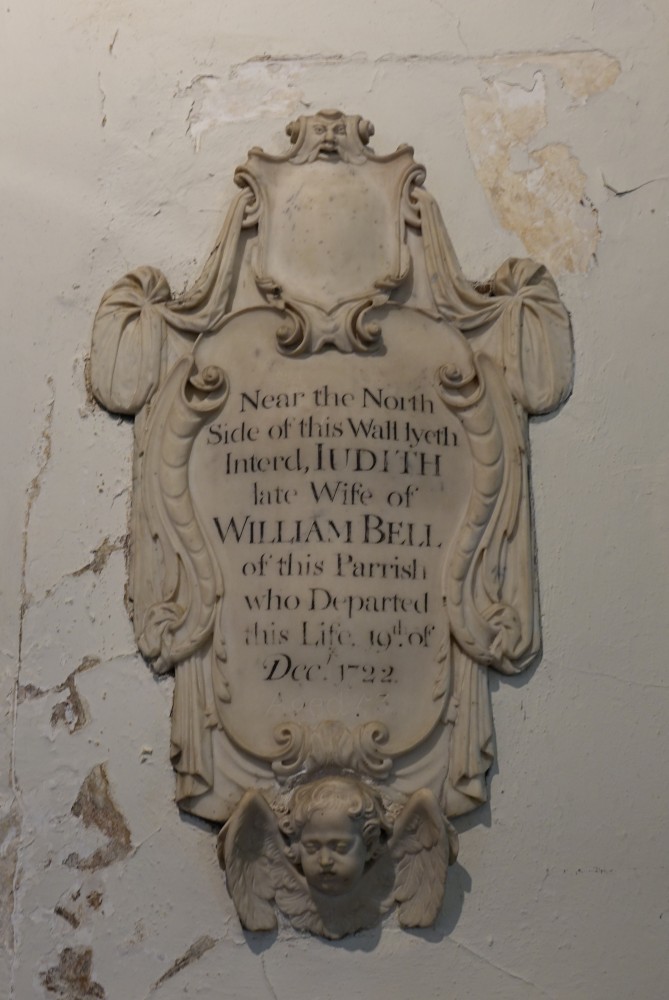 Near the North
Side of this Wall lyeth
Interd, IUDITH
late Wife of
WILLIAM BELL
of this Parrish
who Departed
this Life. 19th. of
Decr. 1722.